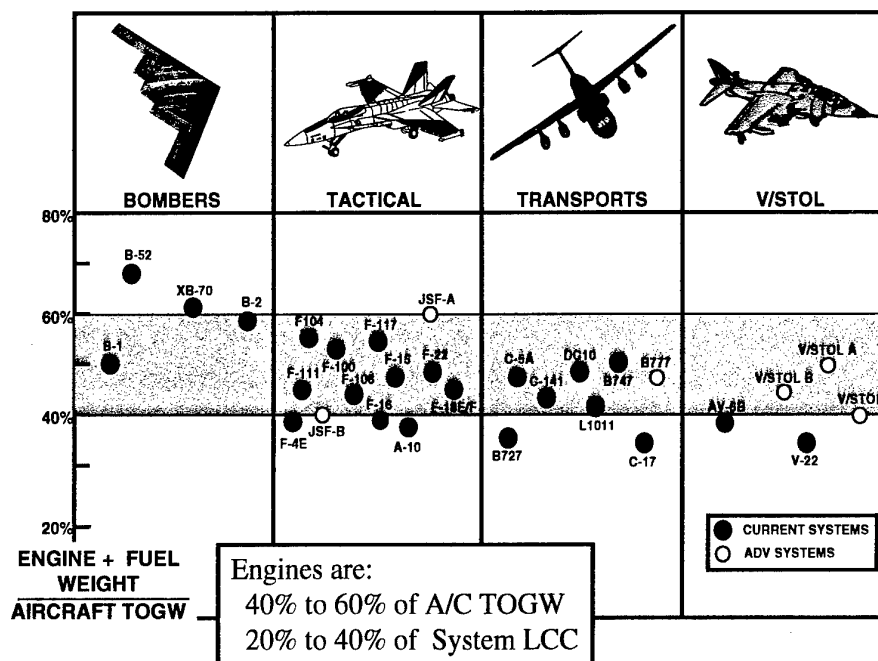 BOMBERS
TACTICAL
TRANSPORTS
V/STOL
80%
60%
40%
20%
B-52
XB-70
B-2
B-1
JSF-A
F104
F-117
F-100
F-15
F-22
F-111
F-106
F-16
F-18E/F
F-4E
JSF-B
A-10
C-5A
DC10
B747
B777
C-141
L1011
B727
C-17
V/STOL A
V/STOL B
V/STOL
AV-8B
V-22
CURRENT SYSTEMS
ADV SYSTEMS
ENGINE + FUEL
WEIGHT
AIRCRAFT TOGW
Engines are:
40% to 60% of A/C TOGW
20% to 40% of System LCC